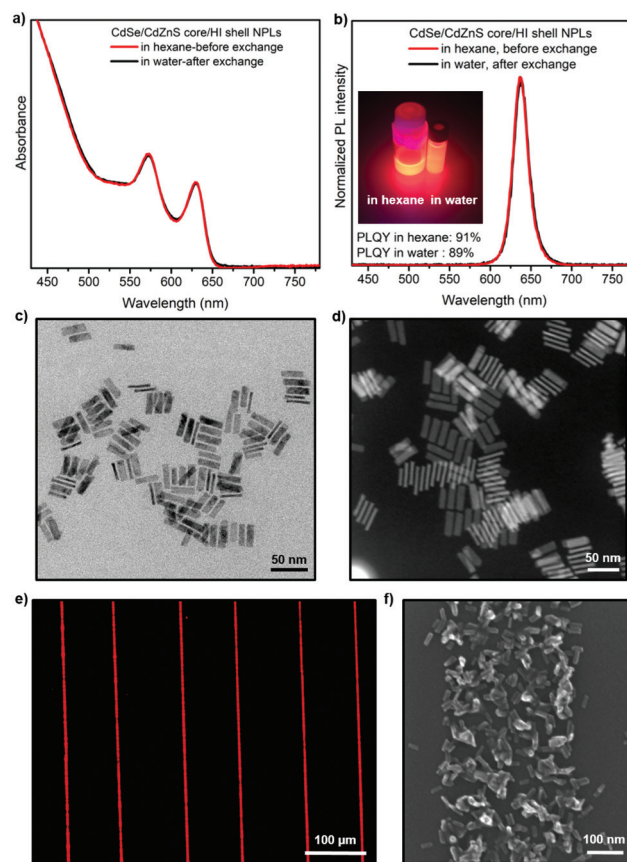 a)
CdSe/CdZnS core/HI shell NPLs
in hexane-before exchange
in water-after exchange
Absorbance
450 500 550 600 650 700 750
Wavelength (nm)
b)
CdSe/CdZnS core/HI shell NPLs
in hexane, before exchange
in water, after exchange
Normalized PL intensity
in hexane in water
PLQY in hexane: 91%
PLQY in water : 89%
450 500 550 600 650 700 750
Wavelength (nm)
c)
50 nm
d)
50 nm
e)
100 µm
f)
100 nm